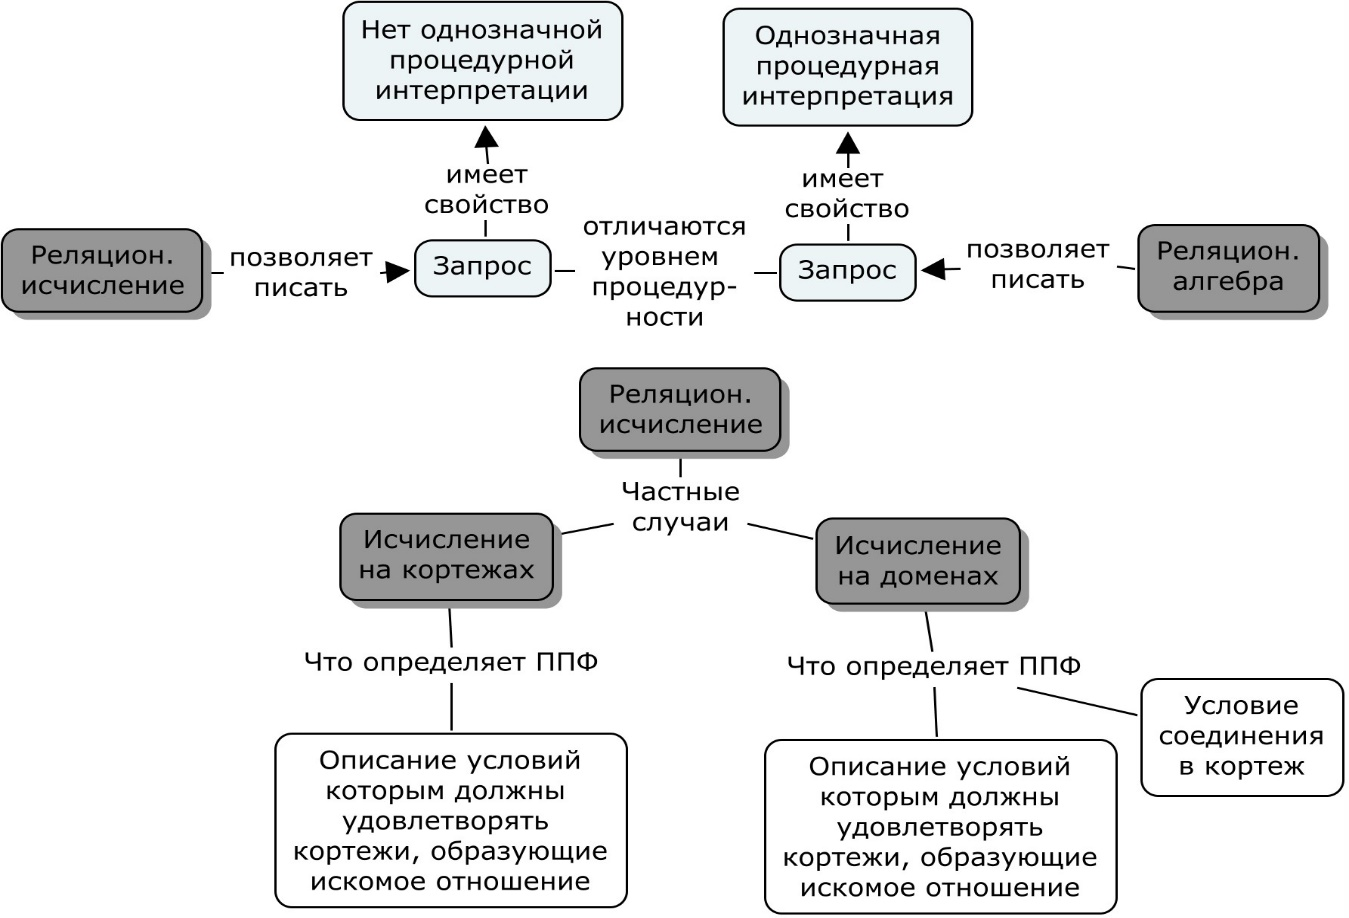 Нет однозначной
процедурной
интерпретации
Однозначная
процедурная
интерпретация
имеет
свойство
имеет
свойство
Реляцион.
исчисление
позволяет
писать
Запрос
отличаются
уровнем
процедур-
ности
Запрос
позволяет
писать
Реляцион.
алгебра
Реляцион.
исчисление
Частные
случаи
Исчисление
на кортежах
Исчисление
на доменах
Что определяет ППФ
Что определяет ППФ
Описание условий
которым должны
удовлетворять
кортежи, образующие
искомое отношение
Описание условий
которым должны
удовлетворять
кортежи, образующие
искомое отношение
Условие
соединения
в кортеж